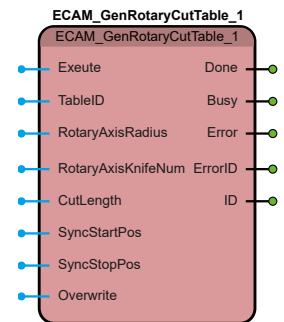 ECAM_GenRotaryCutTable_1
ECAM_GenRotaryCutTable_1
Exeute Done
TableID Busy
RotaryAxisRadius Error
RotaryAxisKnifeNum ErrorID
CutLength ID
SyncStartPos
SyncStopPos
Overwrite